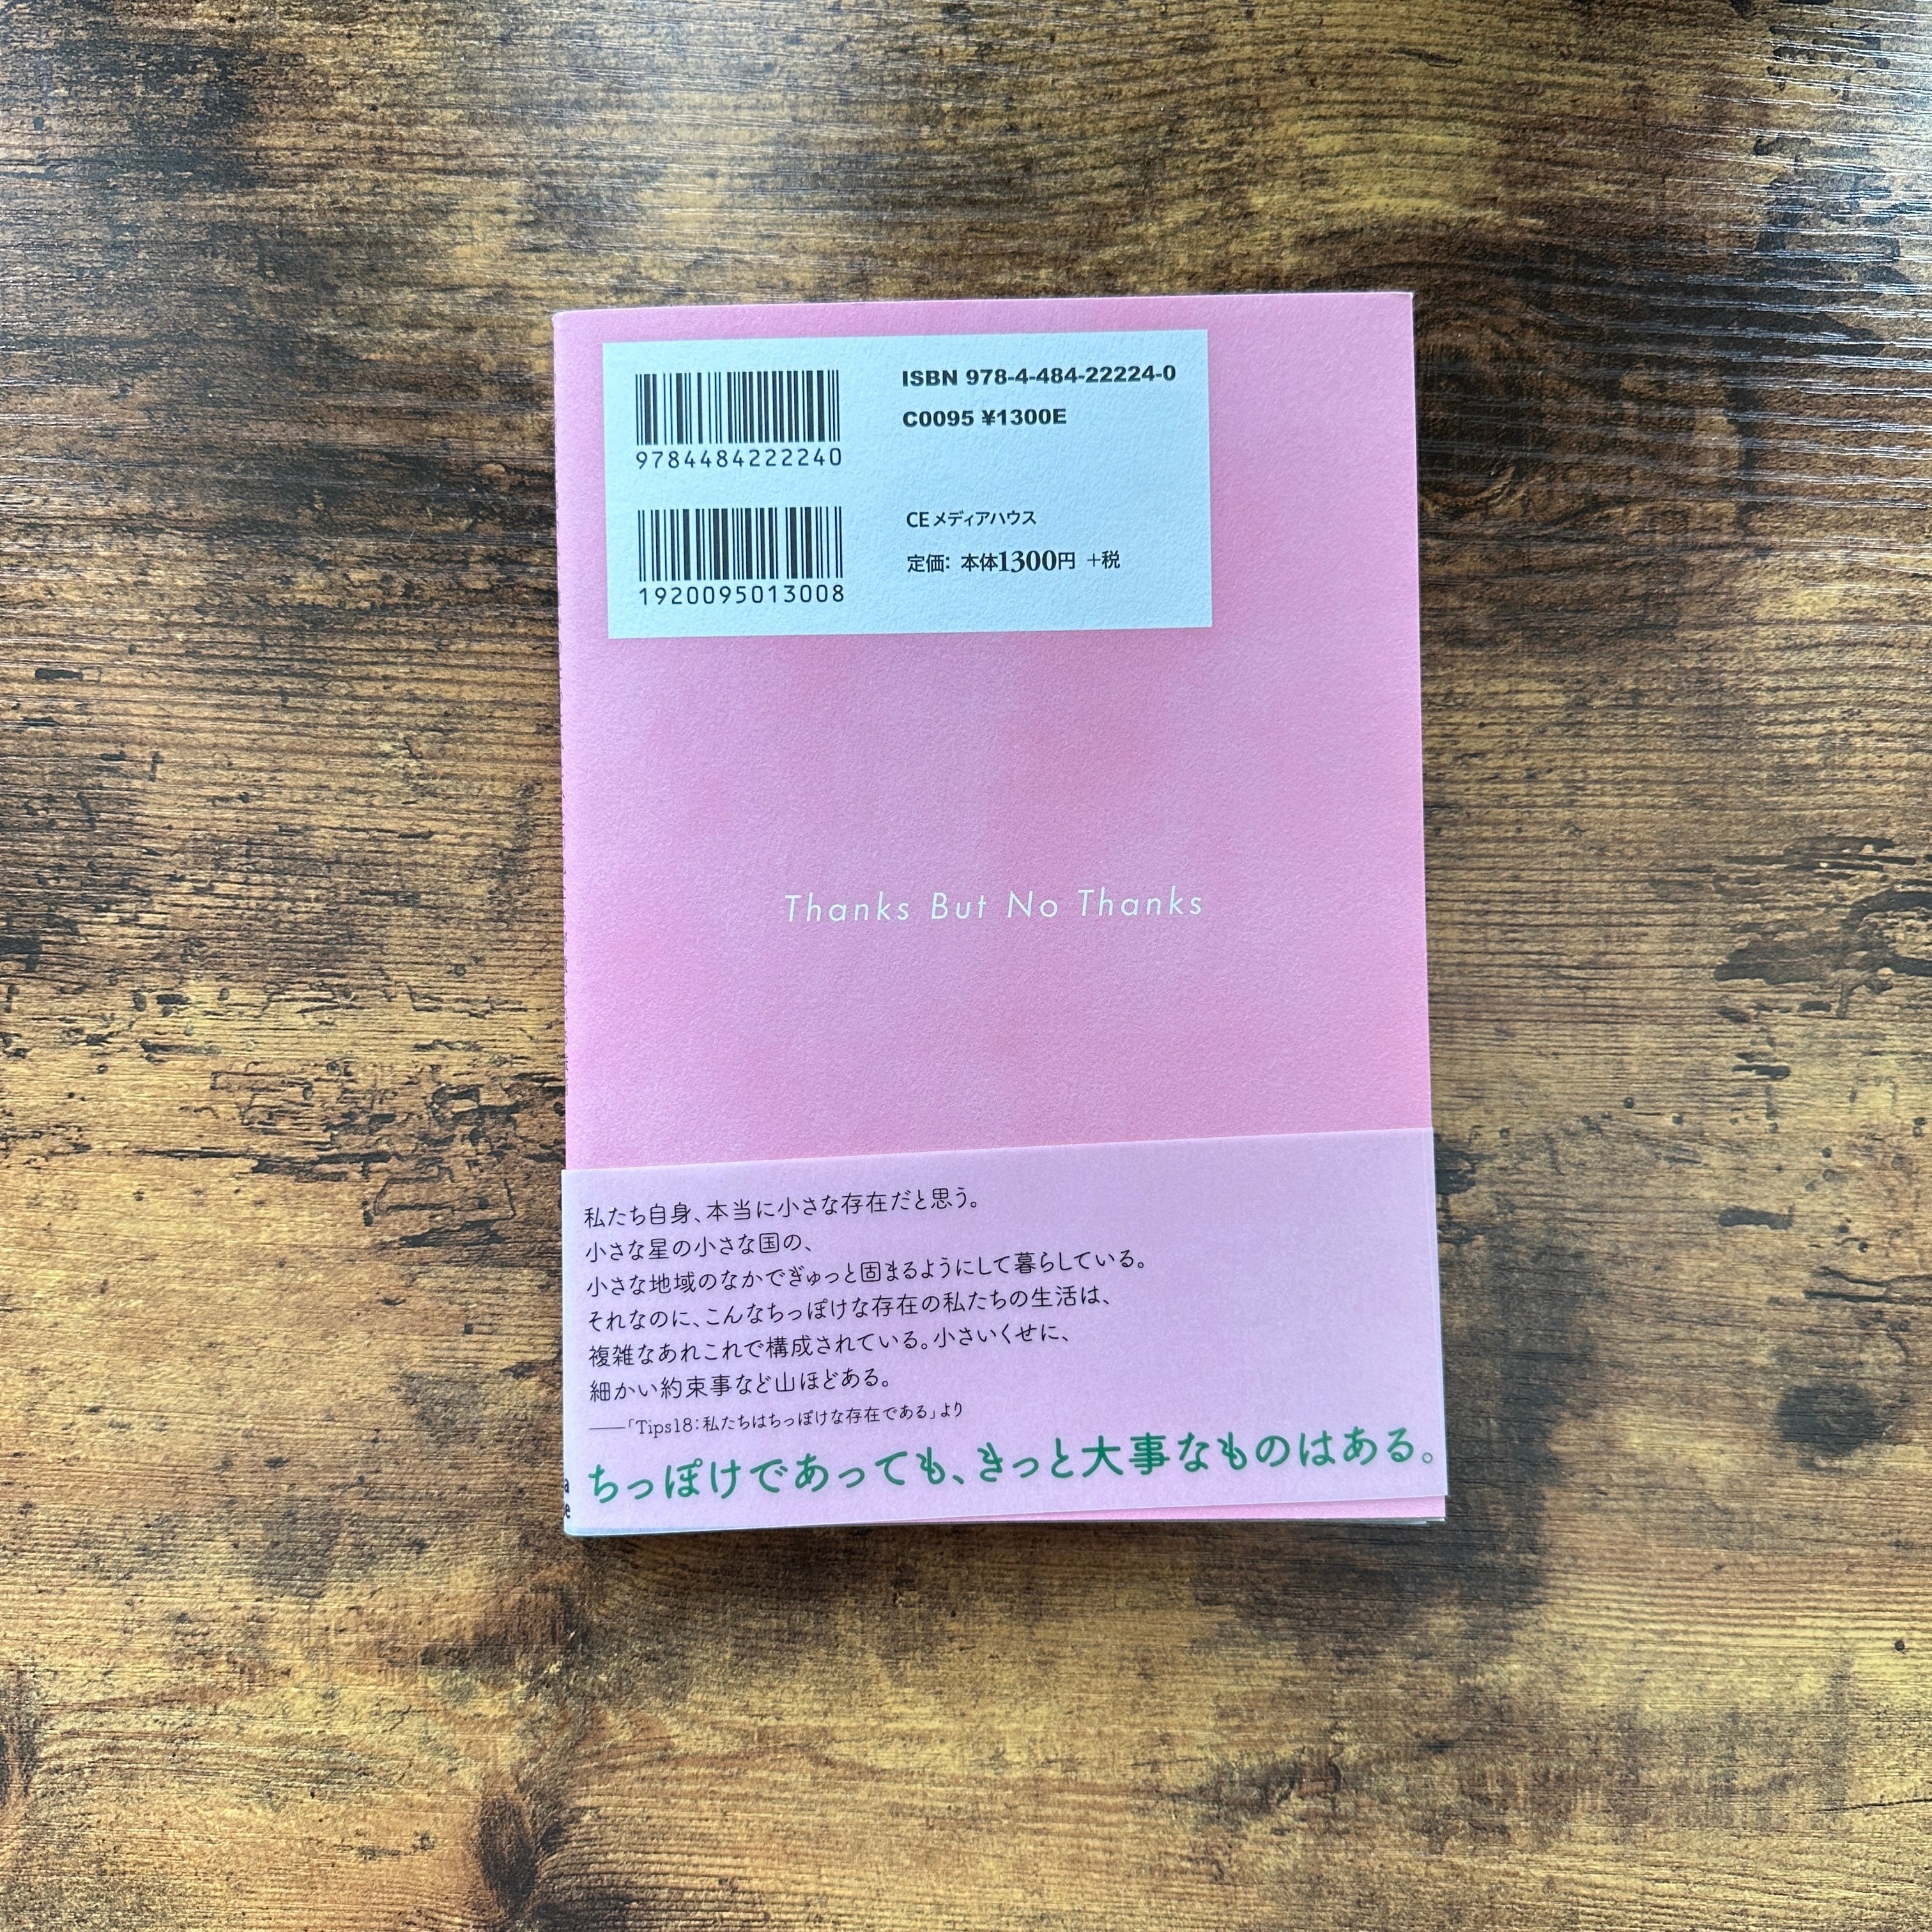 ISBN 978-4-484-22224-0
C0095 ¥1300E
9784484222240
CEメディアハウス
定価: 本体1300円 +税
1920095013008
Thanks But No Thanks
私たち自身、本当に小さな存在だと思う。
小さな星の小さな国の、
小さな地域のなかでぎゅっと固まるようにして暮らしている。
それなのに、こんなちっぽけな存在の私たちの生活は、
複雑なあれこれで構成されている。小さいくせに、
細かい約束事など山ほどある。
——「Tips18:私たちはちっぽけな存在である」より
ちっぽけであっても、きっと大事なものはある。
a
e